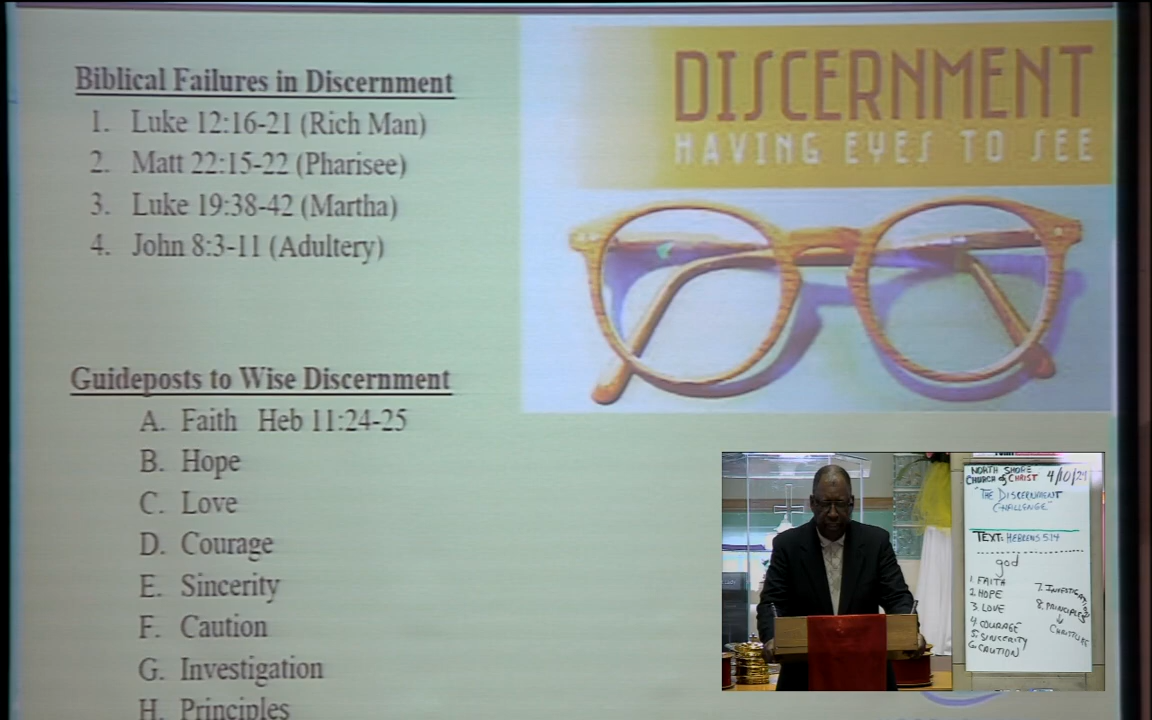 Biblical Failures in Discernment
1. Luke 12:16-21 (Rich Man)
2. Matt 22:15-22 (Pharisee)
3. Luke 19:38-42 (Martha)
4. John 8:3-11 (Adultery)
DISCERNMENT
HAVING EYES TO SEE
Guideposts to Wise Discernment
A. Faith Heb 11:24-25
B. Hope
C. Love
D. Courage
E. Sincerity
F. Caution
G. Investigation
H. Principles
NORTH SHORE
CHURCH of CHRIST 4/10/24
"THE DISCERNMENT
CHALLENGE"
TEXT: HEBREWS 5:14
god
1. FAITH
2. HOPE
3. LOVE
4. COURAGE
5. SINCERITY
6. CAUTION
7. INVESTIGATION
8. PRINCIPLES